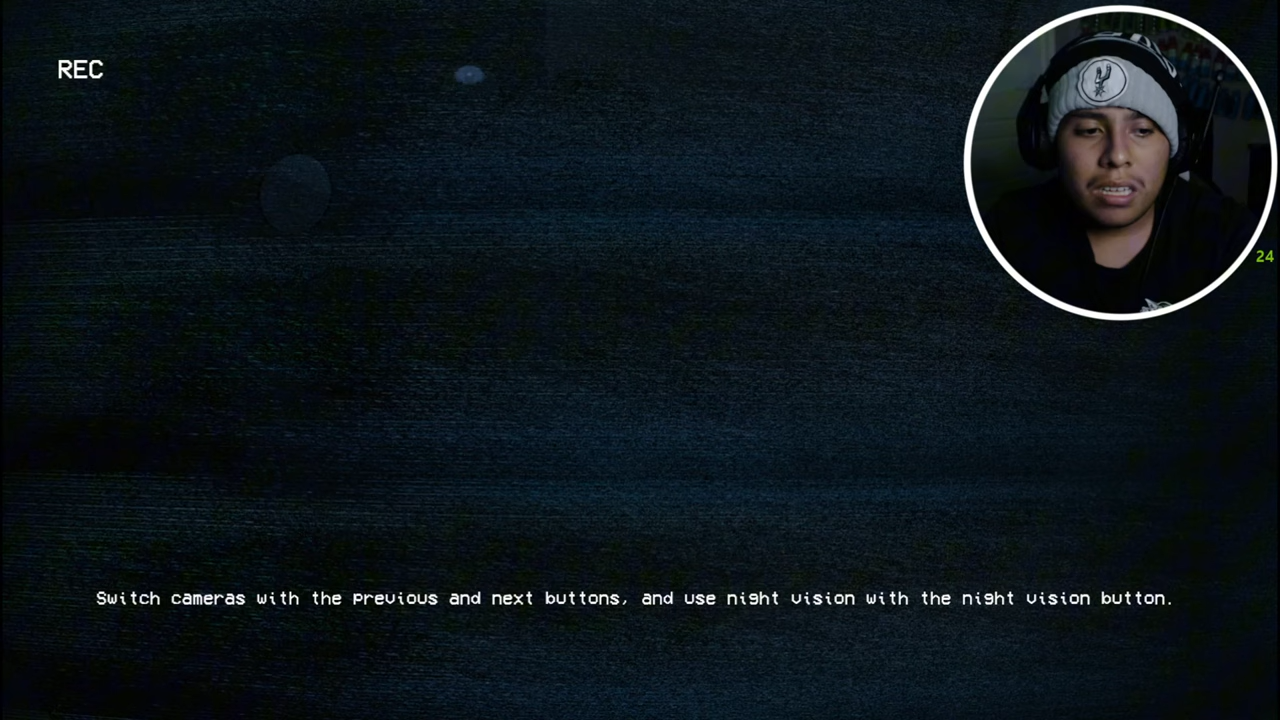 REC
24
Switch cameras with the previous and next buttons, and use night vision with the night vision button.